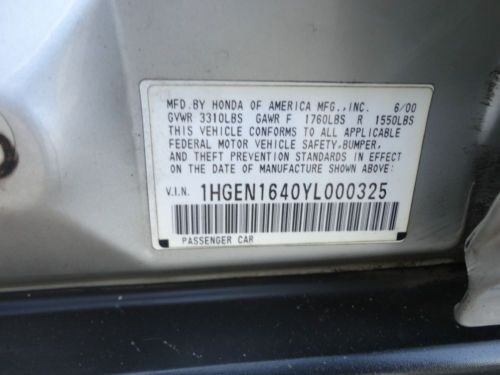 MFD.BY HONDA OF AMERICA MFG.,INC. 6/00
GVWR 3310LBS GAWR F 1760LBS R 1550LBS
THIS VEHICLE CONFORMS TO ALL APPLICABLE
FEDERAL MOTOR VEHICLE SAFETY,BUMPER,
AND THEFT PREVENTION STANDARDS IN EFFECT
ON THE DATE OF MANUFACTURE SHOWN ABOVE:
V.I.N. 1HGEN1640YL000325
PASSENGER CAR